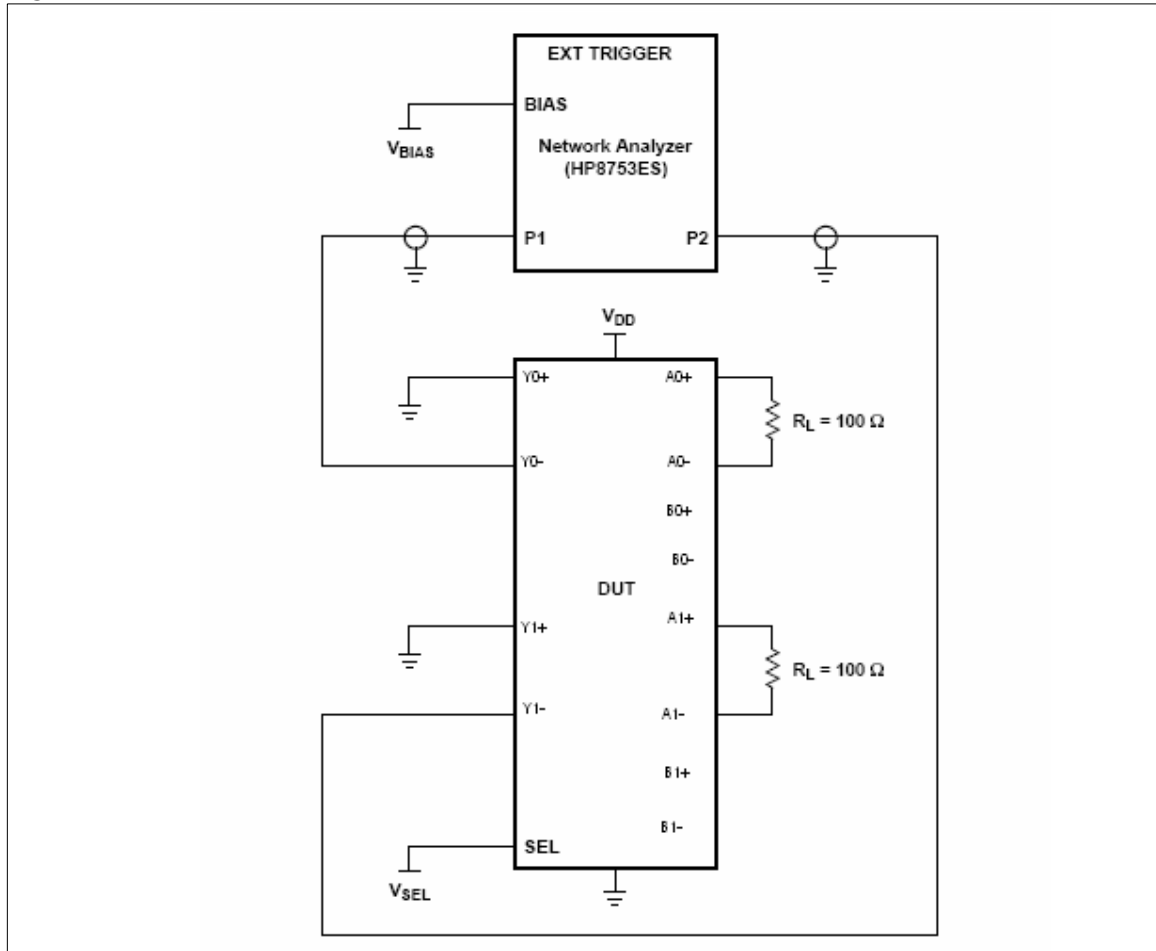 EXT TRIGGER
BIAS
VBIAS
Network Analyzer
(HP8753ES)
P1
P2
VDD
Y0+
A0+
RL = 100 Ω
Y0-
A0-
B0+
B0-
DUT
Y1+
A1+
RL = 100 Ω
Y1-
A1-
B1+
B1-
SEL
VSEL